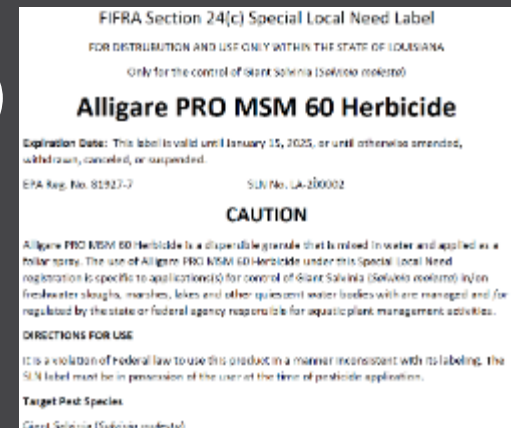 FIFRA Section 24(c) Special Local Need Label
FOR DISTRIBUTION AND USE ONLY WITHIN THE STATE OF LOUISIANA
Only for the control of Giant Salvinia (Salvinia molesta)
Alligare PRO MSM 60 Herbicide
Expiration Date: This label is valid until January 15, 2025, or until otherwise amended,
withdrawn, canceled, or suspended.
EPA Reg. No. 81927-7 SLN No. LA-200002
CAUTION
Alligare PRO MSM 60 Herbicide is a dispersible granule that is mixed in water and applied as a
foliar spray. The use of Alligare PRO MSM 60 Herbicide under this Special Local Need
registration is specific to applications(s) for control of Giant Salvinia (Salvinia molesta) in/on
freshwater sloughs, marshes, lakes and other quiescent water bodies with are managed and/or
regulated by the state or federal agency responsible for aquatic plant management activities.
DIRECTIONS FOR USE
It is a violation of Federal law to use this product in a manner inconsistent with its labeling. The
SLN label must be in possession of the user at the time of pesticide application.
Target Pest Species
Giant Salvinia (Salvinia molesta)